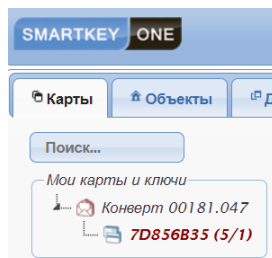 SMARTKEY ONE
Карты Объекты Д
Поиск...
Мои карты и ключи
Конверт 00181.047
7D856B35 (5/1)